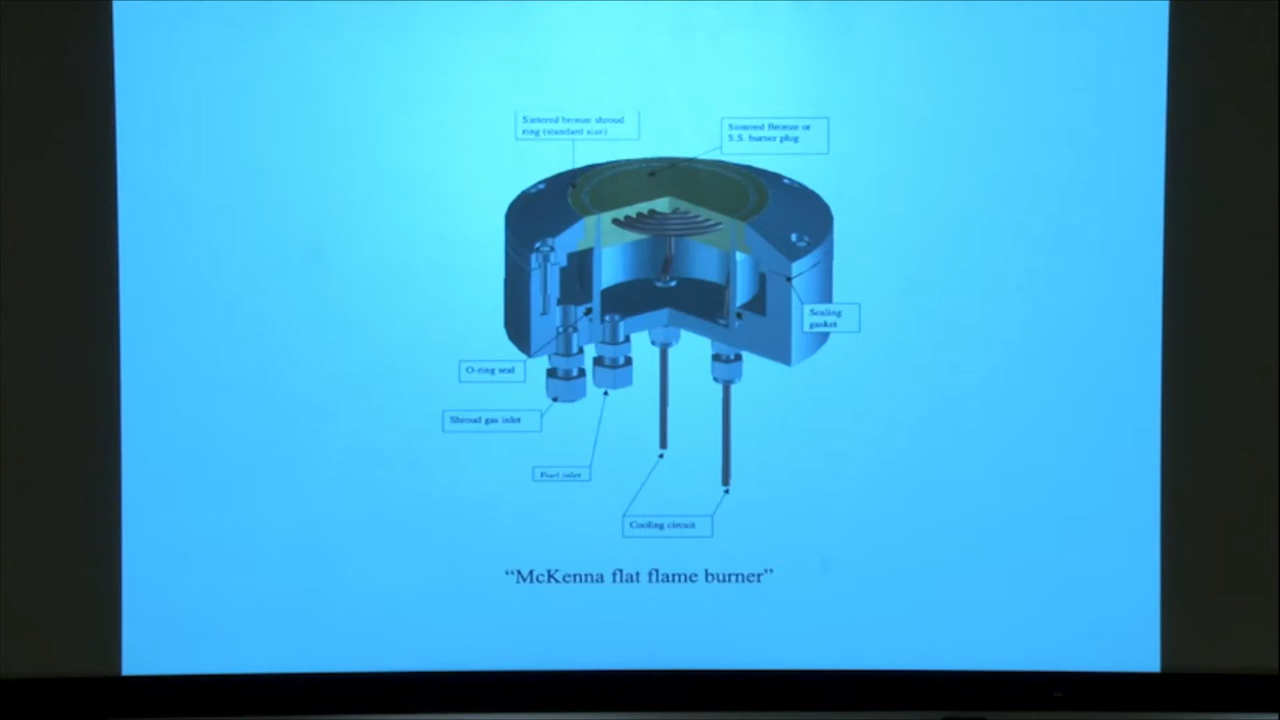 Sintered bronze shroud
ring (standard size)
Sintered Bronze or
S.S. burner plug
Sealing
gasket
O-ring seal
Shroud gas inlet
Fuel inlet
Cooling circuit
“McKenna flat flame burner”